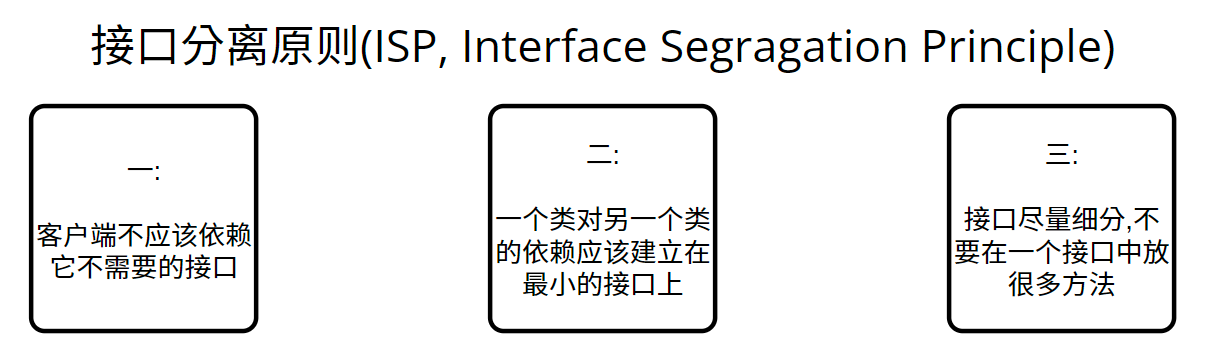 接口分离原则(ISP, Interface Segragation Principle)
一:
客户端不应该依赖
它不需要的接口
二:
一个类对另一个类
的依赖应该建立在
最小的接口上
三:
接口尽量细分,不
要在一个接口中放
很多方法